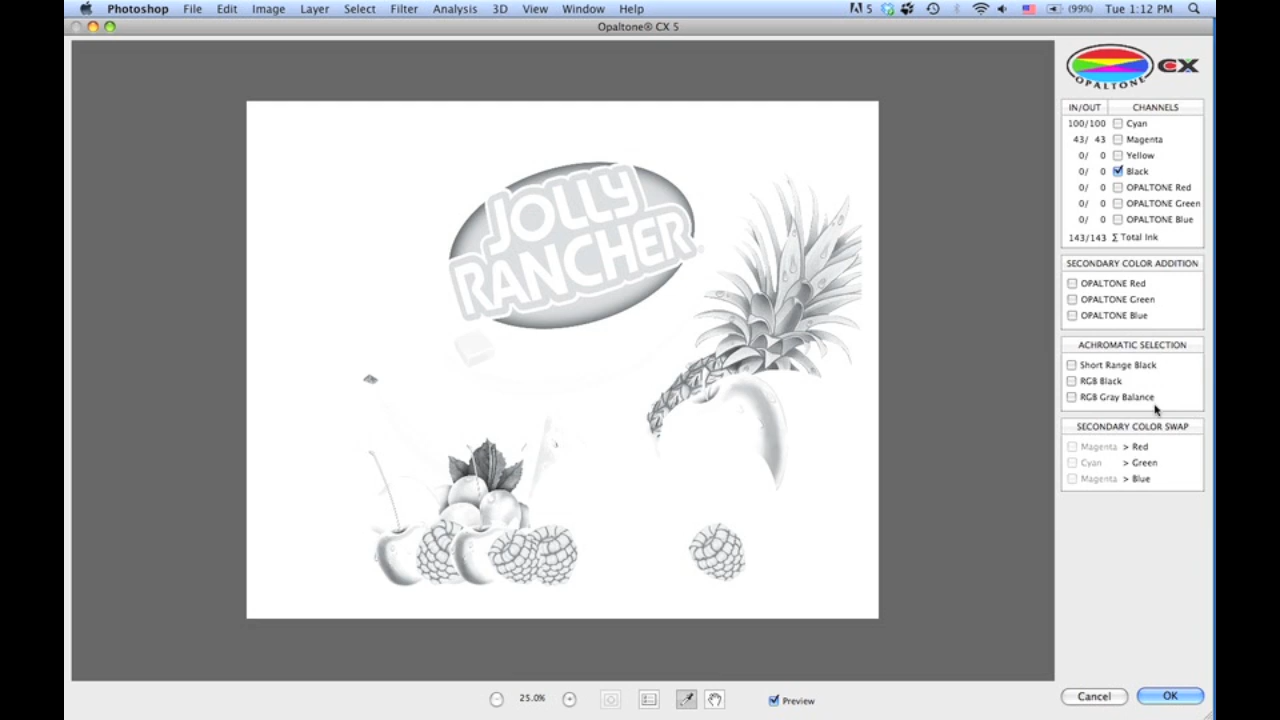 Photoshop File Edit Image Layer Select Filter Analysis 3D View Window Help 5 (99%) Tue 1:12 PM
Opaltone® CX 5
OPALTONE CX
IN/OUT CHANNELS
100/100 Cyan
43/ 43 Magenta
0/ 0 Yellow
0/ 0 Black
0/ 0 OPALTONE Red
0/ 0 OPALTONE Green
0/ 0 OPALTONE Blue
143/143 Σ Total Ink
SECONDARY COLOR ADDITION
OPALTONE Red
OPALTONE Green
OPALTONE Blue
ACHROMATIC SELECTION
Short Range Black
RGB Black
RGB Gray Balance
SECONDARY COLOR SWAP
Magenta > Red
Cyan > Green
Magenta > Blue
JOLLY
RANCHER
25.0% Preview
Cancel OK